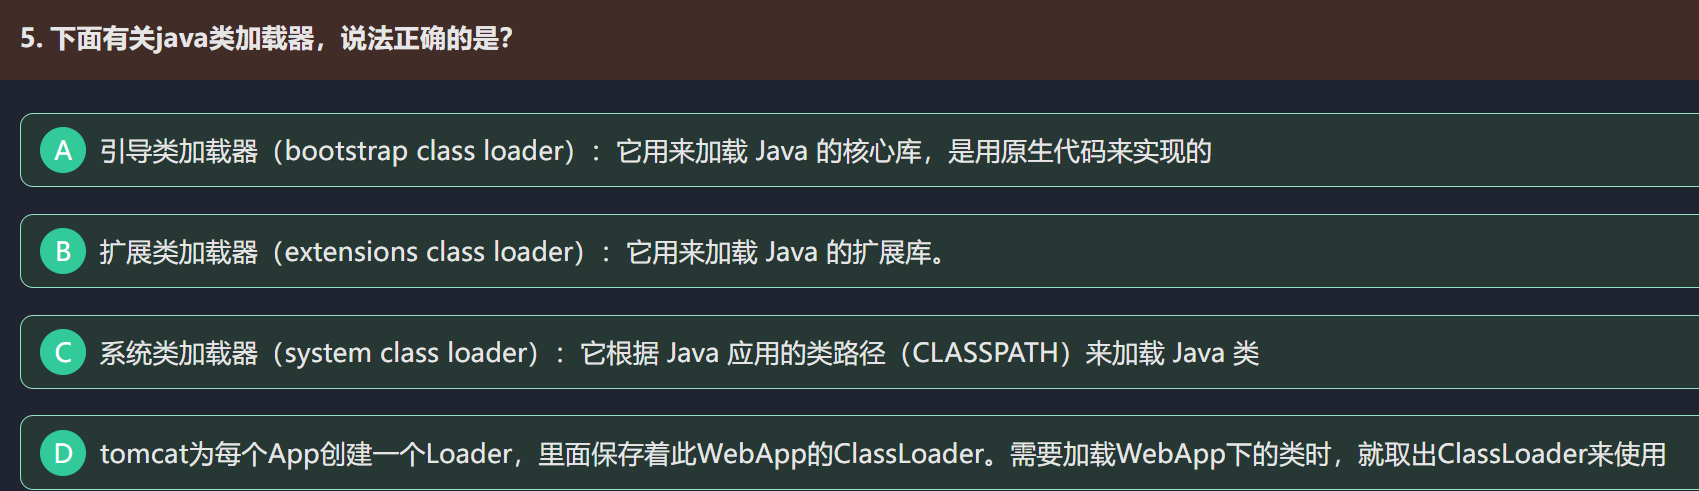 5. 下面有关java类加载器，说法正确的是？
A 引导类加载器（bootstrap class loader）：它用来加载 Java 的核心库，是用原生代码来实现的
B 扩展类加载器（extensions class loader）：它用来加载 Java 的扩展库。
C 系统类加载器（system class loader）：它根据 Java 应用的类路径（CLASSPATH）来加载 Java 类
D tomcat为每个App创建一个Loader，里面保存着此WebApp的ClassLoader。需要加载WebApp下的类时，就取出ClassLoader来使用